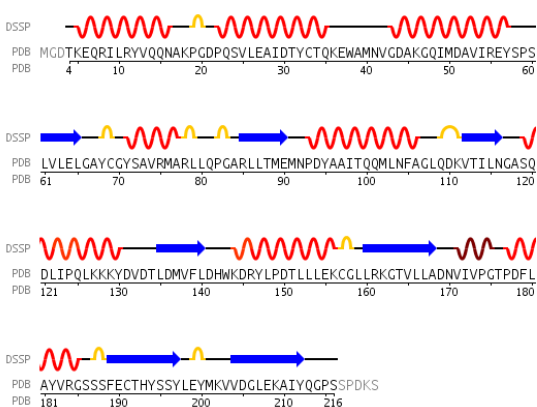 DSSP
PDB MGDTKEQRILRYVQQNAKPGDPQSVLEAIDTYCTQKEWAMNVGDAKGQIMDAVIREYSPS
PDB 4 10 20 30 40 50 60
DSSP
PDB LVLELGAYCGYSAVRMARLLQPGARLLTMEMNPDYAAITQQMLNFAGLQDKVTILNGASQ
PDB 61 70 80 90 100 110 120
DSSP
PDB DLIPQLKKKYDVDTLDMVFLDHWKDRYLPDTLLLEKCGLLRKGTVLLADNVIVPGTPDFL
PDB 121 130 140 150 160 170 180
DSSP
PDB AYVRGSSSFECTHYSSYLEYMKVVDGLEKAIYQGPSSPDKS
PDB 181 190 200 210 216